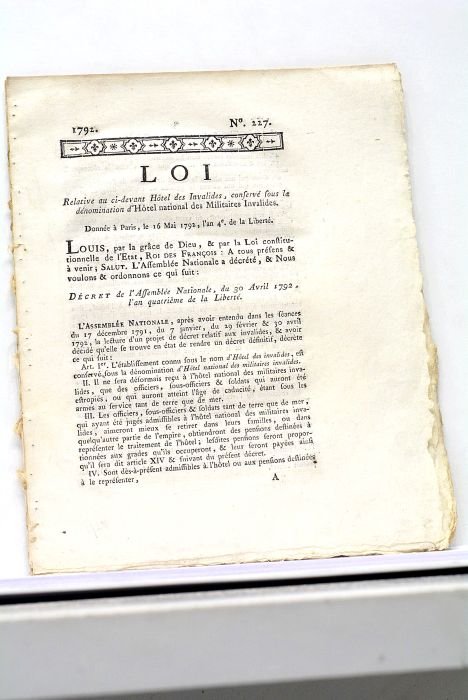 1792. N°. 227.
LOI
Relative au ci-devant Hôtel des Invalides, conservé sous la
dénomination d'Hôtel national des Militaires Invalides.
Donnée à Paris, le 16 Mai 1792, l'an 4e. de la Liberté.
LOUIS, par la grâce de Dieu, & par la Loi constitu-
tionnelle de l'État, ROI DES FRANÇOIS : A tous présens &
à venir ; SALUT. L'Assemblée Nationale a décrété, & Nous
voulons & ordonnons ce qui suit :
DÉCRET de l'Assemblée Nationale, du 30 Avril 1792,
l'an quatrième de la Liberté.
L'ASSEMBLÉE NATIONALE, après avoir entendu dans les séances
du 17 décembre 1791, du 7 janvier, du 29 février & 30 avril
1792, la lecture d'un projet de décret relatif aux invalides, & avoir
décidé qu'elle se trouve en état de rendre un décret définitif, décrète
ce qui suit :
Art. Ier. L'établissement connu sous le nom d'Hôtel des invalides, est
conservé sous la dénomination d'Hôtel national des militaires invalides.
II. Il ne sera désormais reçu à l'hôtel national des militaires inva-
lides, que des officiers, sous-officiers & soldats qui auront été
estropiés, ou qui auront atteint l'âge de caducité, étant sous les
armes au service tant de terre que de mer.
III. Les officiers, sous-officiers & soldats tant de terre que de mer,
qui ayant été jugés admissibles à l'hôtel national des militaires inva-
lides, aimeront mieux se retirer dans leurs familles, ou dans
quelqu'autre partie de l'empire, obtiendront des pensions destinées à
représenter le traitement de l'hôtel ; lesdites pensions seront propor-
tionnées aux grades qu'ils occuperont, & leur seront payées ainsi
qu'il sera dit article XIV & suivant du présent décret.
IV. Sont dès-à-présent admissibles à l'hôtel ou aux pensions destinées
à le représenter,
A